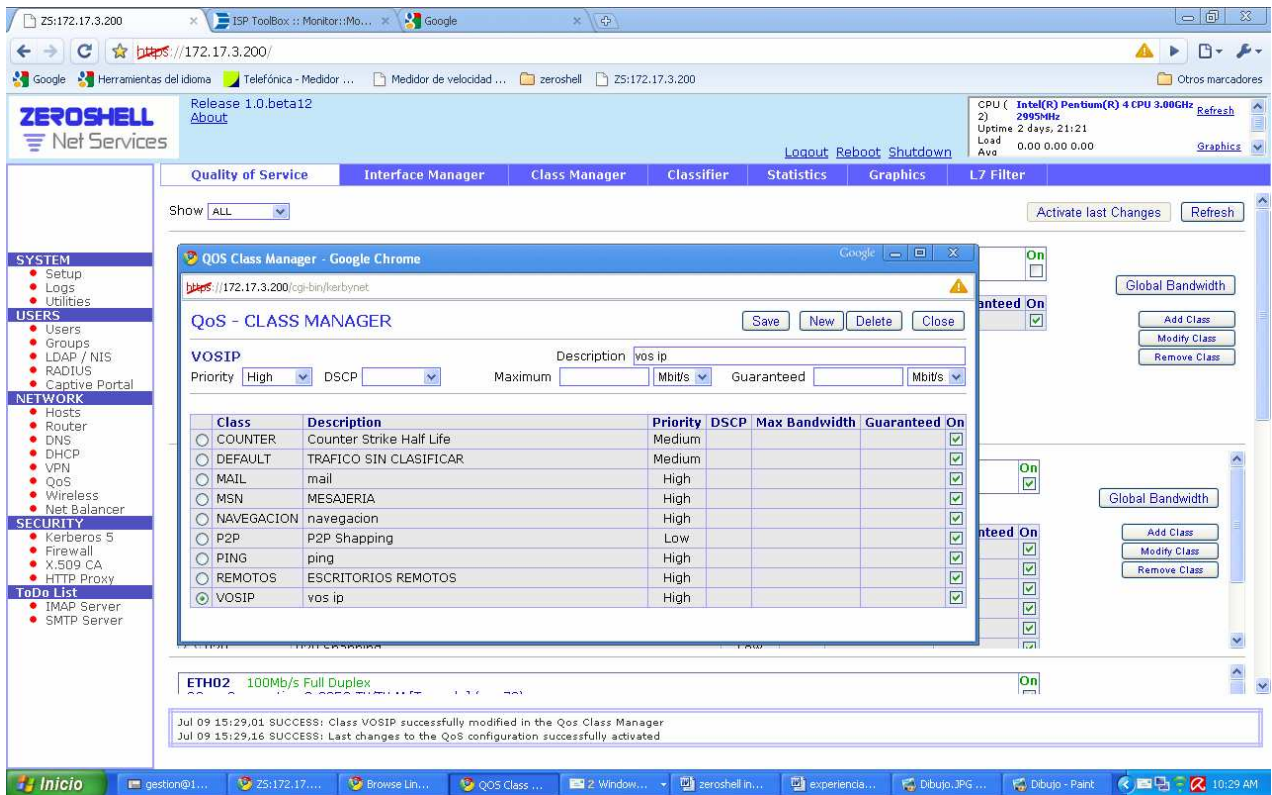 ZS:172.17.3.200
ISP ToolBox :: Monitor::Mo...
Google
https://172.17.3.200/
Google
Herramientas del idioma
Telefónica - Medidor ...
Medidor de velocidad ...
zeroshell
ZS:172.17.3.200
Otros marcadores
ZEROSHELL
Net Services
Release 1.0.beta12
About
Logout Reboot Shutdown
CPU ( Intel(R) Pentium(R) 4 CPU 3.00GHz
2) 2995MHz
Refresh
Uptime 2 days, 21:21
Load 0.00 0.00 0.00
Avg
Graphics
Quality of Service Interface Manager Class Manager Classifier Statistics Graphics L7 Filter
Show ALL
Activate last Changes Refresh
SYSTEM
Setup
Logs
Utilities
USERS
Users
Groups
LDAP / NIS
RADIUS
Captive Portal
NETWORK
Hosts
Router
DNS
DHCP
VPN
QoS
Wireless
Net Balancer
SECURITY
Kerberos 5
Firewall
X.509 CA
HTTP Proxy
ToDo List
IMAP Server
SMTP Server
QOS Class Manager - Google Chrome
Google
https://172.17.3.200/cgi-bin/kerbynet
QoS - CLASS MANAGER
Save New Delete Close
VOSIP Description vos ip
Priority High DSCP Maximum Mbit/s Guaranteed Mbit/s
Class Description Priority DSCP Max Bandwidth Guaranteed On
COUNTER Counter Strike Half Life Medium
DEFAULT TRAFICO SIN CLASIFICAR Medium
MAIL mail High
MSN MESAJERIA High
NAVEGACION navegacion High
P2P P2P Shapping Low
PING ping High
REMOTOS ESCRITORIOS REMOTOS High
VOSIP vos ip High
On
Global Bandwidth
anteed On
Add Class
Modify Class
Remove Class
On
Global Bandwidth
nteed On
Add Class
Modify Class
Remove Class
ETH02 100Mb/s Full Duplex
On
Jul 09 15:29,01 SUCCESS: Class VOSIP successfully modified in the Qos Class Manager
Jul 09 15:29,16 SUCCESS: Last changes to the QoS configuration successfully activated
Inicio
gestion@1...
ZS:172.17....
Browse Lin...
QOS Class ...
2 Window...
zeroshell in...
experiencia...
Dibujo.JPG ...
Dibujo - Paint
10:29 AM